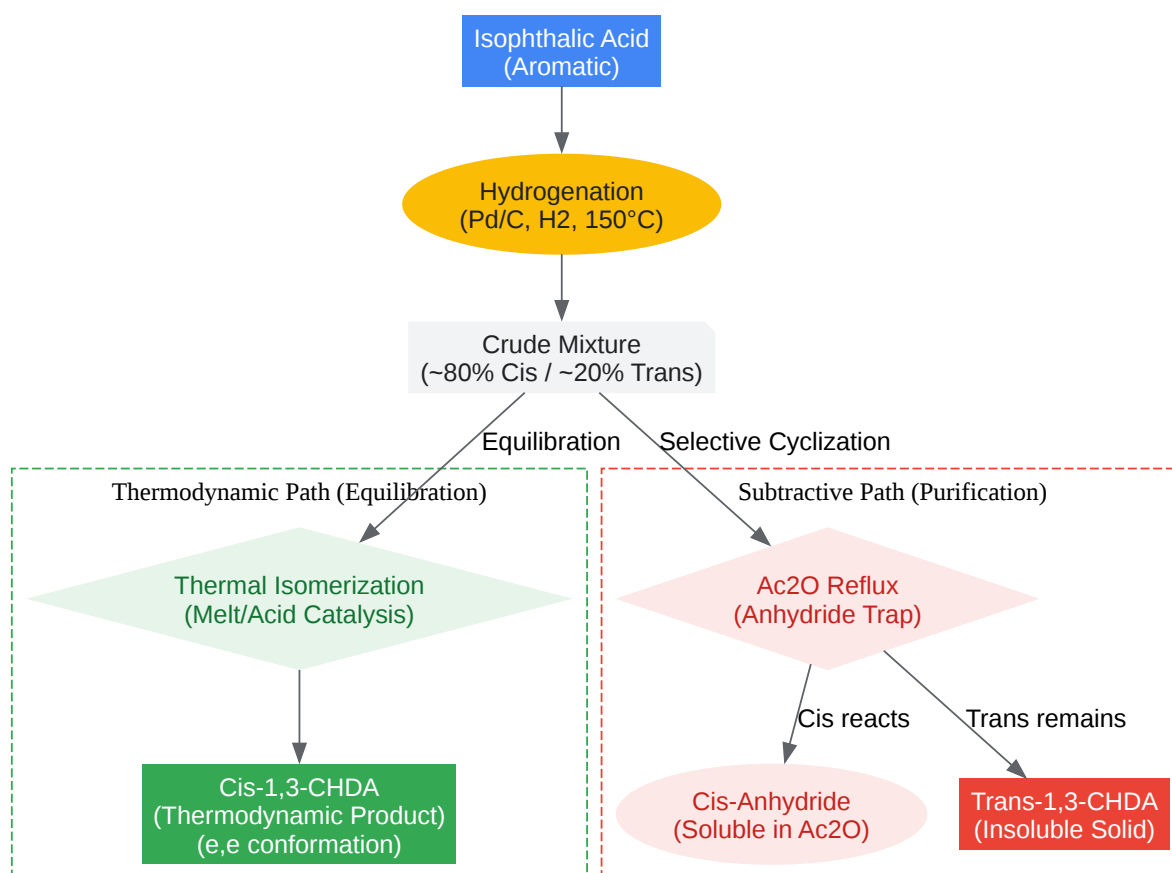 Isophthalic Acid
(Aromatic)
Hydrogenation
(Pd/C, H2, 150°C)
Crude Mixture
(~80% Cis / ~20% Trans)
Equilibration
Selective Cyclization
Thermodynamic Path (Equilibration)
Subtractive Path (Purification)
Thermal Isomerization
(Melt/Acid Catalysis)
Ac2O Reflux
(Anhydride Trap)
Cis reacts
Trans remains
Cis-1,3-CHDA
(Thermodynamic Product)
(e,e conformation)
Cis-Anhydride
(Soluble in Ac2O)
Trans-1,3-CHDA
(Insoluble Solid)